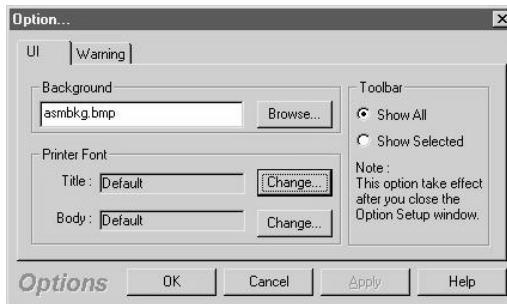 Option...
UI
Warning
Background
asmbkg.bmp
Browse...
Printer Font
Title :
Default
Change...
Body :
Default
Change...
Toolbar
Show All
Show Selected
Note :
This option take effect
after you close the
Option Setup window.
Options
OK
Cancel
Apply
Help